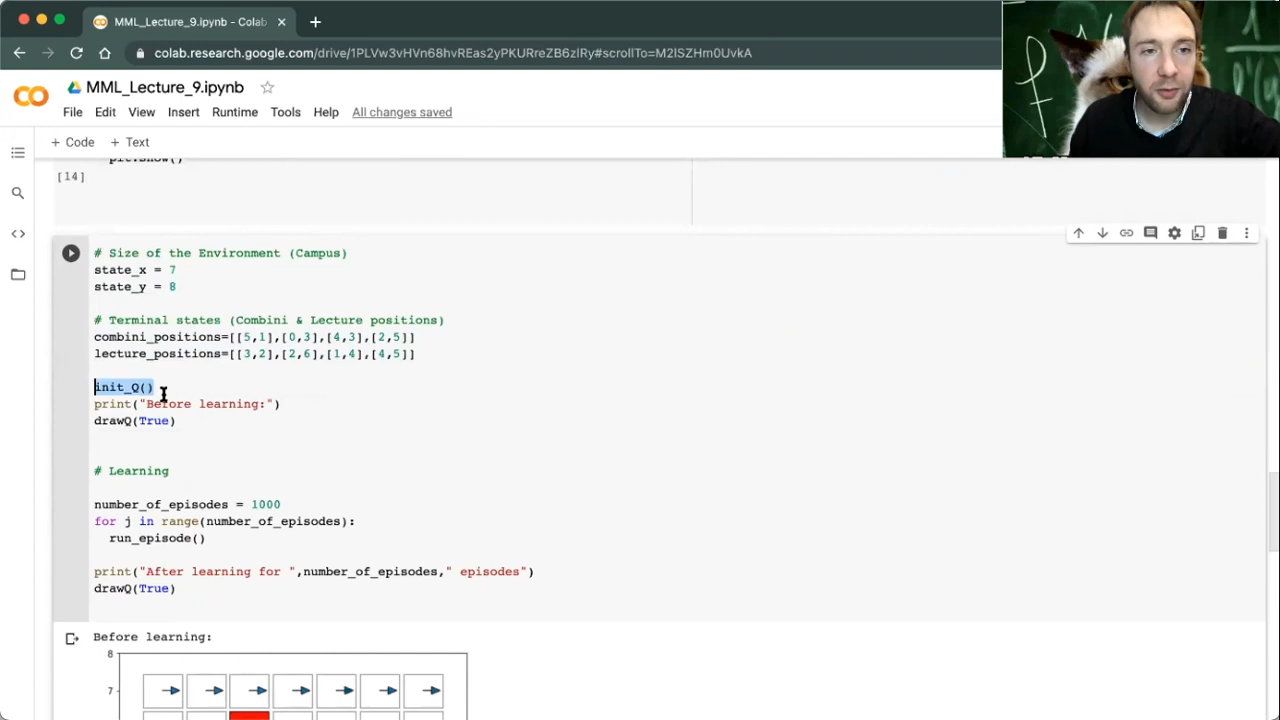 MML_Lecture_9.ipynb - Colab
colab.research.google.com/drive/1PLVw3vHVn68hvREas2yPKURreZB6zIRy#scrollTo=M2ISZHm0UvkA
MML_Lecture_9.ipynb
File Edit View Insert Runtime Tools Help All changes saved
+ Code + Text
plt.show()
[14]
# Size of the Environment (Campus)
state_x = 7
state_y = 8
# Terminal states (Combini & Lecture positions)
combini_positions=[[5,1],[0,3],[4,3],[2,5]]
lecture_positions=[[3,2],[2,6],[1,4],[4,5]]
init_Q()
print("Before learning:")
drawQ(True)
# Learning
number_of_episodes = 1000
for j in range(number_of_episodes):
run_episode()
print("After learning for ",number_of_episodes," episodes")
drawQ(True)
Before learning:
8
7